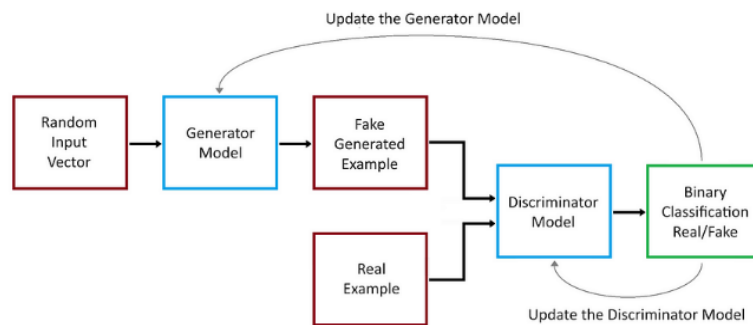 Update the Generator Model
Random
Input
Vector
Generator
Model
Fake
Generated
Example
Real
Example
Discriminator
Model
Binary
Classification
Real/Fake
Update the Discriminator Model